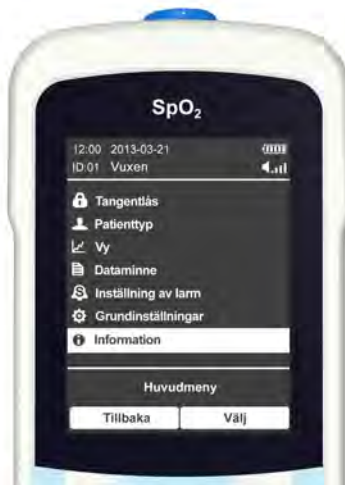 SpO₂
12:00 2013-03-21
ID:01 Vuxen
Tangentlås
Patienttyp
Vy
Dataminne
Inställning av larm
Grundinställningar
Information
Huvudmeny
Tillbaka Välj